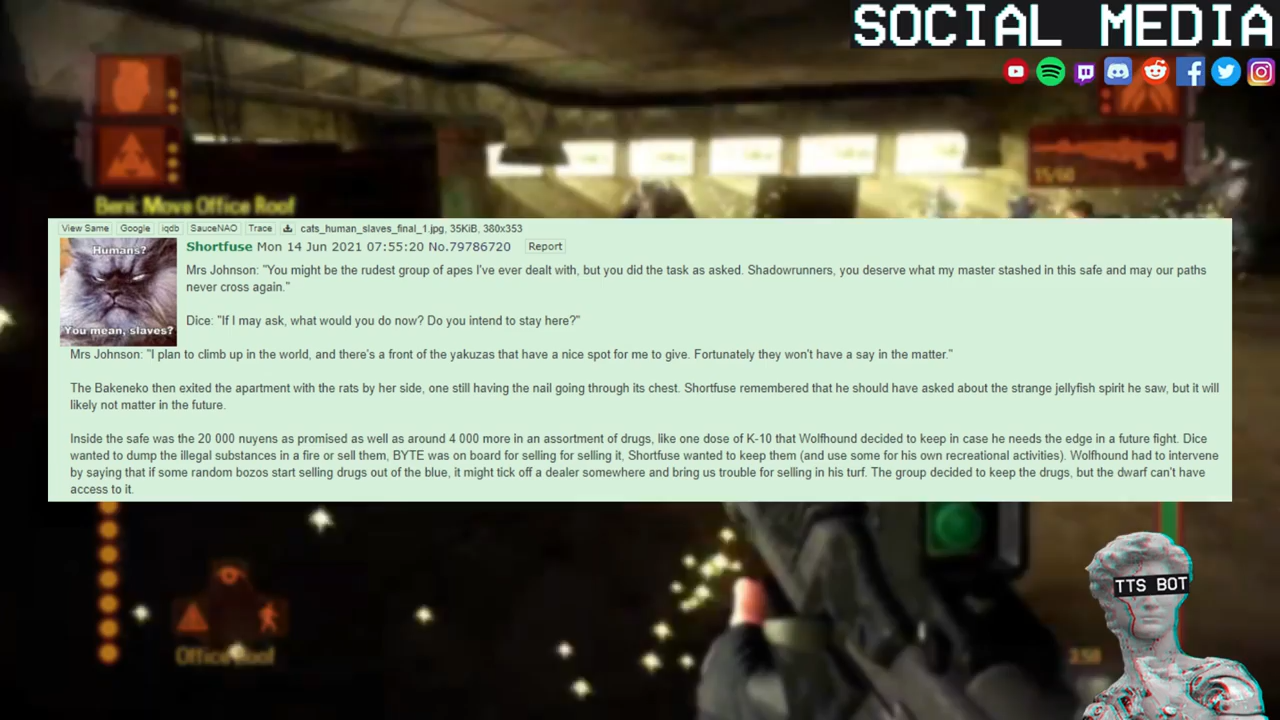 SOCIAL MEDIA
15/60
Beni: Move Office Roof
View Same Google iqdb SauceNAO Trace cats_human_slaves_final_1.jpg, 35KiB, 380x353
Humans?
You mean, slaves?
Shortfuse Mon 14 Jun 2021 07:55:20 No.79786720 Report
Mrs Johnson: "You might be the rudest group of apes I've ever dealt with, but you did the task as asked. Shadowrunners, you deserve what my master stashed in this safe and may our paths
never cross again."
Dice: "If I may ask, what would you do now? Do you intend to stay here?"
Mrs Johnson: "I plan to climb up in the world, and there's a front of the yakuzas that have a nice spot for me to give. Fortunately they won't have a say in the matter."
The Bakeneko then exited the apartment with the rats by her side, one still having the nail going through its chest. Shortfuse remembered that he should have asked about the strange jellyfish spirit he saw, but it will
likely not matter in the future.
Inside the safe was the 20 000 nuyens as promised as well as around 4 000 more in an assortment of drugs, like one dose of K-10 that Wolfhound decided to keep in case he needs the edge in a future fight. Dice
wanted to dump the illegal substances in a fire or sell them, BYTE was on board for selling for selling it, Shortfuse wanted to keep them (and use some for his own recreational activities). Wolfhound had to intervene
by saying that if some random bozos start selling drugs out of the blue, it might tick off a dealer somewhere and bring us trouble for selling in his turf. The group decided to keep the drugs, but the dwarf can't have
access to it.
TTS BOT
Office Roof
3:58